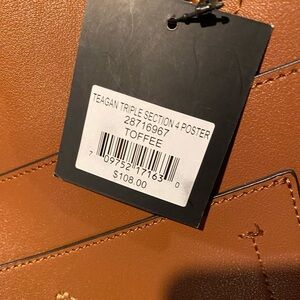 TEAGAN TRIPLE SECTION 4 POSTER
28716967
TOFFEE
7 09752 17163 0
$108.00